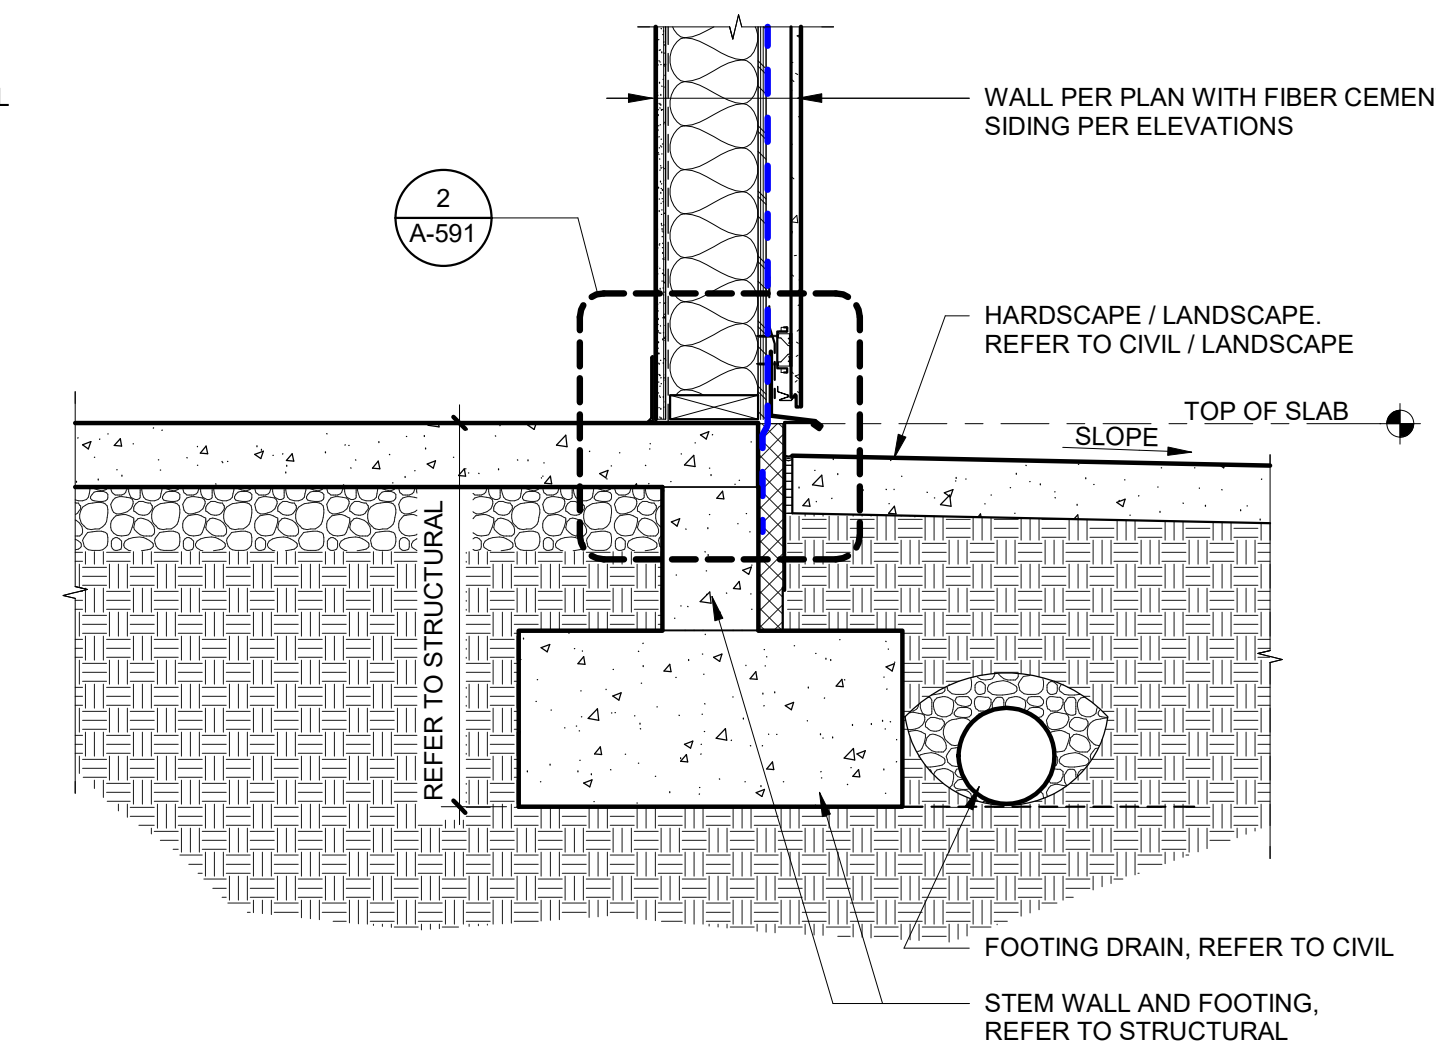 L
WALL PER PLAN WITH FIBER CEMEN
SIDING PER ELEVATIONS
2
A-591
HARDSCAPE / LANDSCAPE.
REFER TO CIVIL / LANDSCAPE
TOP OF SLAB
SLOPE
REFER TO STRUCTURAL
FOOTING DRAIN, REFER TO CIVIL
STEM WALL AND FOOTING,
REFER TO STRUCTURAL